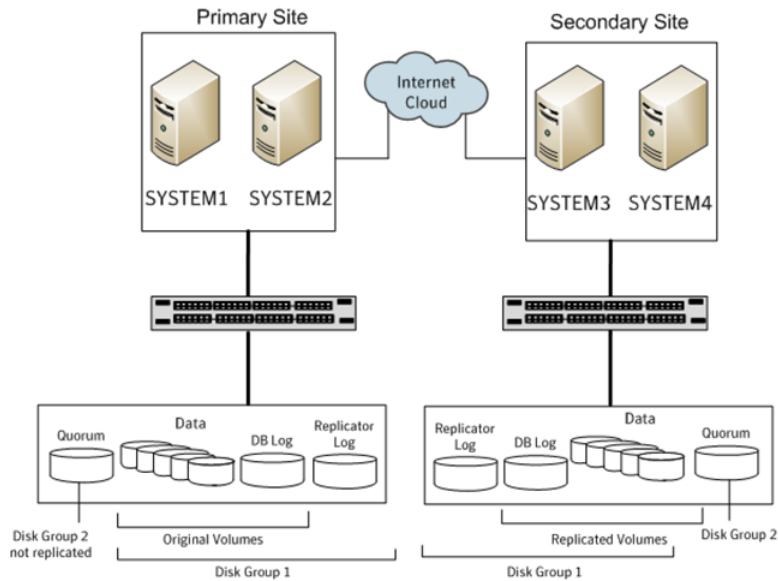 Primary Site
Secondary Site
Internet
Cloud
SYSTEM1
SYSTEM2
SYSTEM3
SYSTEM4
Quorum
Data
DB Log
Replicator
Log
Replicator
Log
DB Log
Data
Quorum
Disk Group 2
not replicated
Original Volumes
Disk Group 1
Replicated Volumes
Disk Group 2
Disk Group 1